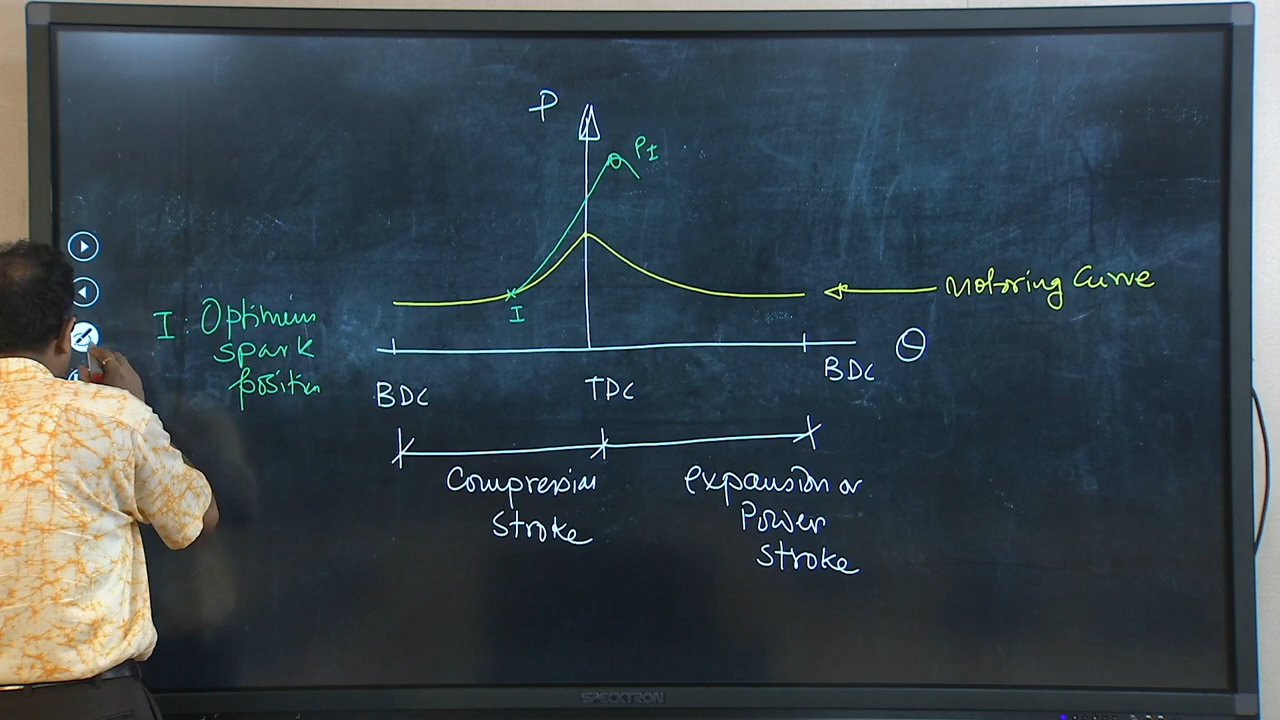 P
PI
Motoring Curve
I
I : Optimum
spark
position
θ
BDC
TDC
BDC
Compression
Stroke
expansion or
Power
stroke
SPECKTRON